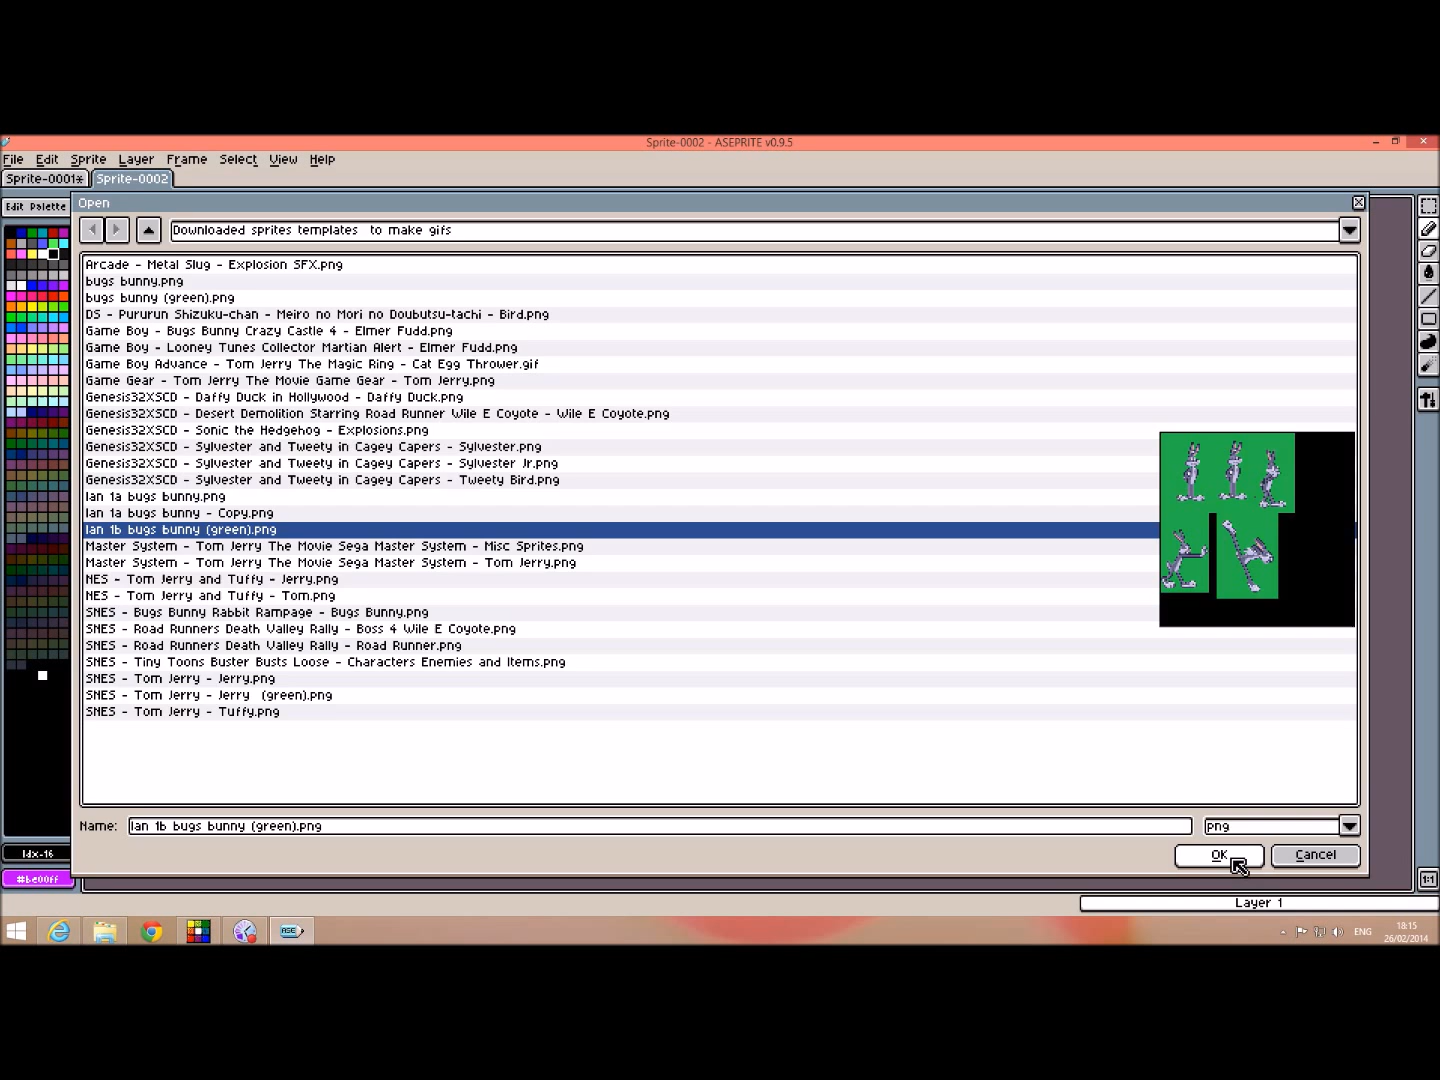 Sprite-0002 - ASEPRITE v0.9.5
File Edit Sprite Layer Frame Select View Help
Sprite-0001* Sprite-0002
Edit Palette
Open
Downloaded sprites templates  to make gifs
Arcade - Metal Slug - Explosion SFX.png
bugs bunny.png
bugs bunny (green).png
DS - Pururun Shizuku-chan - Meiro no Mori no Doubutsu-tachi - Bird.png
Game Boy - Bugs Bunny Crazy Castle 4 - Elmer Fudd.png
Game Boy - Looney Tunes Collector Martian Alert - Elmer Fudd.png
Game Boy Advance - Tom Jerry The Magic Ring - Cat Egg Thrower.gif
Game Gear - Tom Jerry The Movie Game Gear - Tom Jerry.png
Genesis32XSCD - Daffy Duck in Hollywood - Daffy Duck.png
Genesis32XSCD - Desert Demolition Starring Road Runner Wile E Coyote - Wile E Coyote.png
Genesis32XSCD - Sonic the Hedgehog - Explosions.png
Genesis32XSCD - Sylvester and Tweety in Cagey Capers - Sylvester.png
Genesis32XSCD - Sylvester and Tweety in Cagey Capers - Sylvester Jr.png
Genesis32XSCD - Sylvester and Tweety in Cagey Capers - Tweety Bird.png
Ian 1a bugs bunny.png
Ian 1a bugs bunny - Copy.png
Ian 1b bugs bunny (green).png
Master System - Tom Jerry The Movie Sega Master System - Misc Sprites.png
Master System - Tom Jerry The Movie Sega Master System - Tom Jerry.png
NES - Tom Jerry and Tuffy - Jerry.png
NES - Tom Jerry and Tuffy - Tom.png
SNES - Bugs Bunny Rabbit Rampage - Bugs Bunny.png
SNES - Road Runners Death Valley Rally - Boss 4 Wile E Coyote.png
SNES - Road Runners Death Valley Rally - Road Runner.png
SNES - Tiny Toons Buster Busts Loose - Characters Enemies and Items.png
SNES - Tom Jerry - Jerry.png
SNES - Tom Jerry - Jerry  (green).png
SNES - Tom Jerry - Tuffy.png
Name: Ian 1b bugs bunny (green).png png
OK Cancel
Idx-16
#be00ff
1:1
Layer 1
ASE
ENG
18:15
26/02/2014